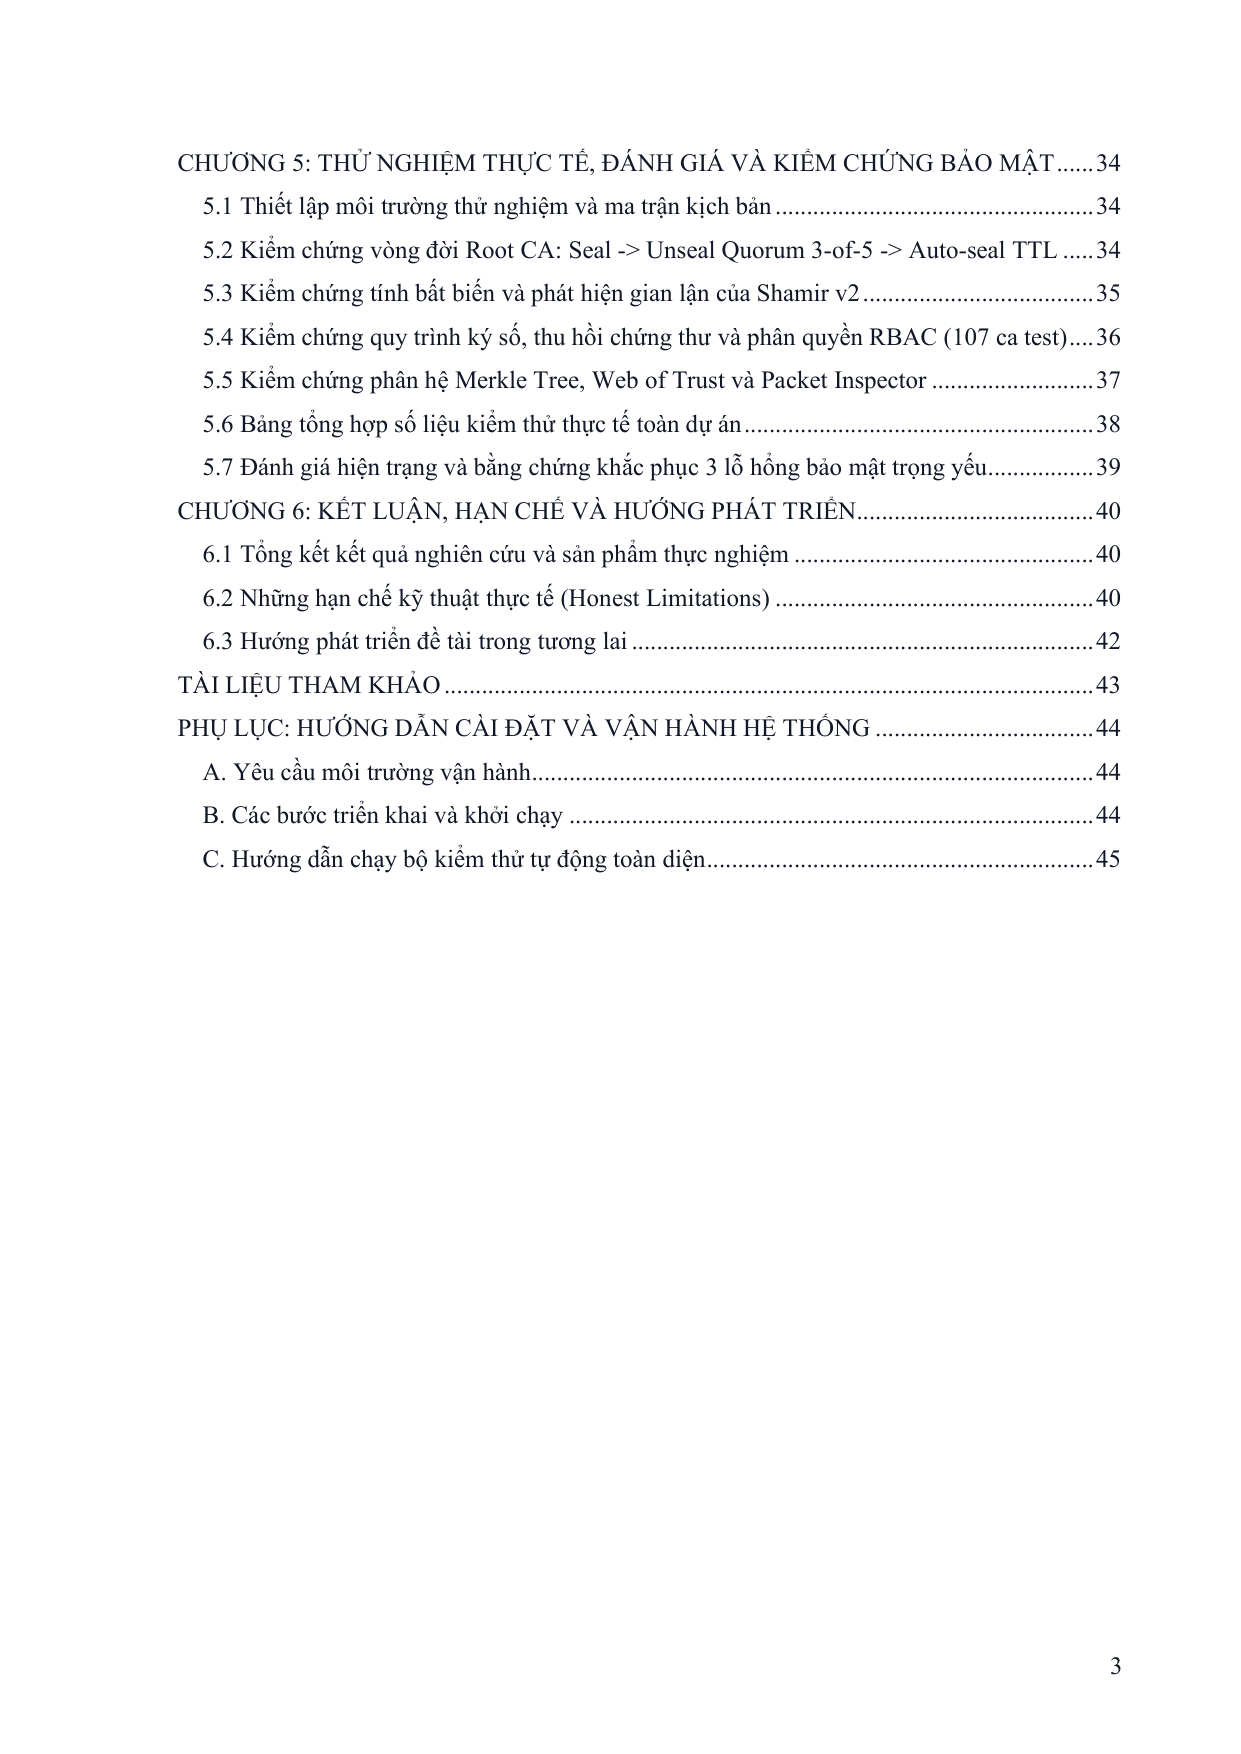 CHƯƠNG 5: THỬ NGHIỆM THỰC TẾ, ĐÁNH GIÁ VÀ KIỂM CHỨNG BẢO MẬT......34
5.1 Thiết lập môi trường thử nghiệm và ma trận kịch bản...................................................34
5.2 Kiểm chứng vòng đời Root CA: Seal -> Unseal Quorum 3-of-5 -> Auto-seal TTL .....34
5.3 Kiểm chứng tính bất biến và phát hiện gian lận của Shamir v2.....................................35
5.4 Kiểm chứng quy trình ký số, thu hồi chứng thư và phân quyền RBAC (107 ca test)....36
5.5 Kiểm chứng phân hệ Merkle Tree, Web of Trust và Packet Inspector ..........................37
5.6 Bảng tổng hợp số liệu kiểm thử thực tế toàn dự án........................................................38
5.7 Đánh giá hiện trạng và bằng chứng khắc phục 3 lỗ hổng bảo mật trọng yếu.................39
CHƯƠNG 6: KẾT LUẬN, HẠN CHẾ VÀ HƯỚNG PHÁT TRIỂN......................................40
6.1 Tổng kết kết quả nghiên cứu và sản phẩm thực nghiệm ................................................40
6.2 Những hạn chế kỹ thuật thực tế (Honest Limitations) ...................................................40
6.3 Hướng phát triển đề tài trong tương lai ..........................................................................42
TÀI LIỆU THAM KHẢO ........................................................................................................43
PHỤ LỤC: HƯỚNG DẪN CÀI ĐẶT VÀ VẬN HÀNH HỆ THỐNG ...................................44
A. Yêu cầu môi trường vận hành..........................................................................................44
B. Các bước triển khai và khởi chạy ....................................................................................44
C. Hướng dẫn chạy bộ kiểm thử tự động toàn diện..............................................................45
3